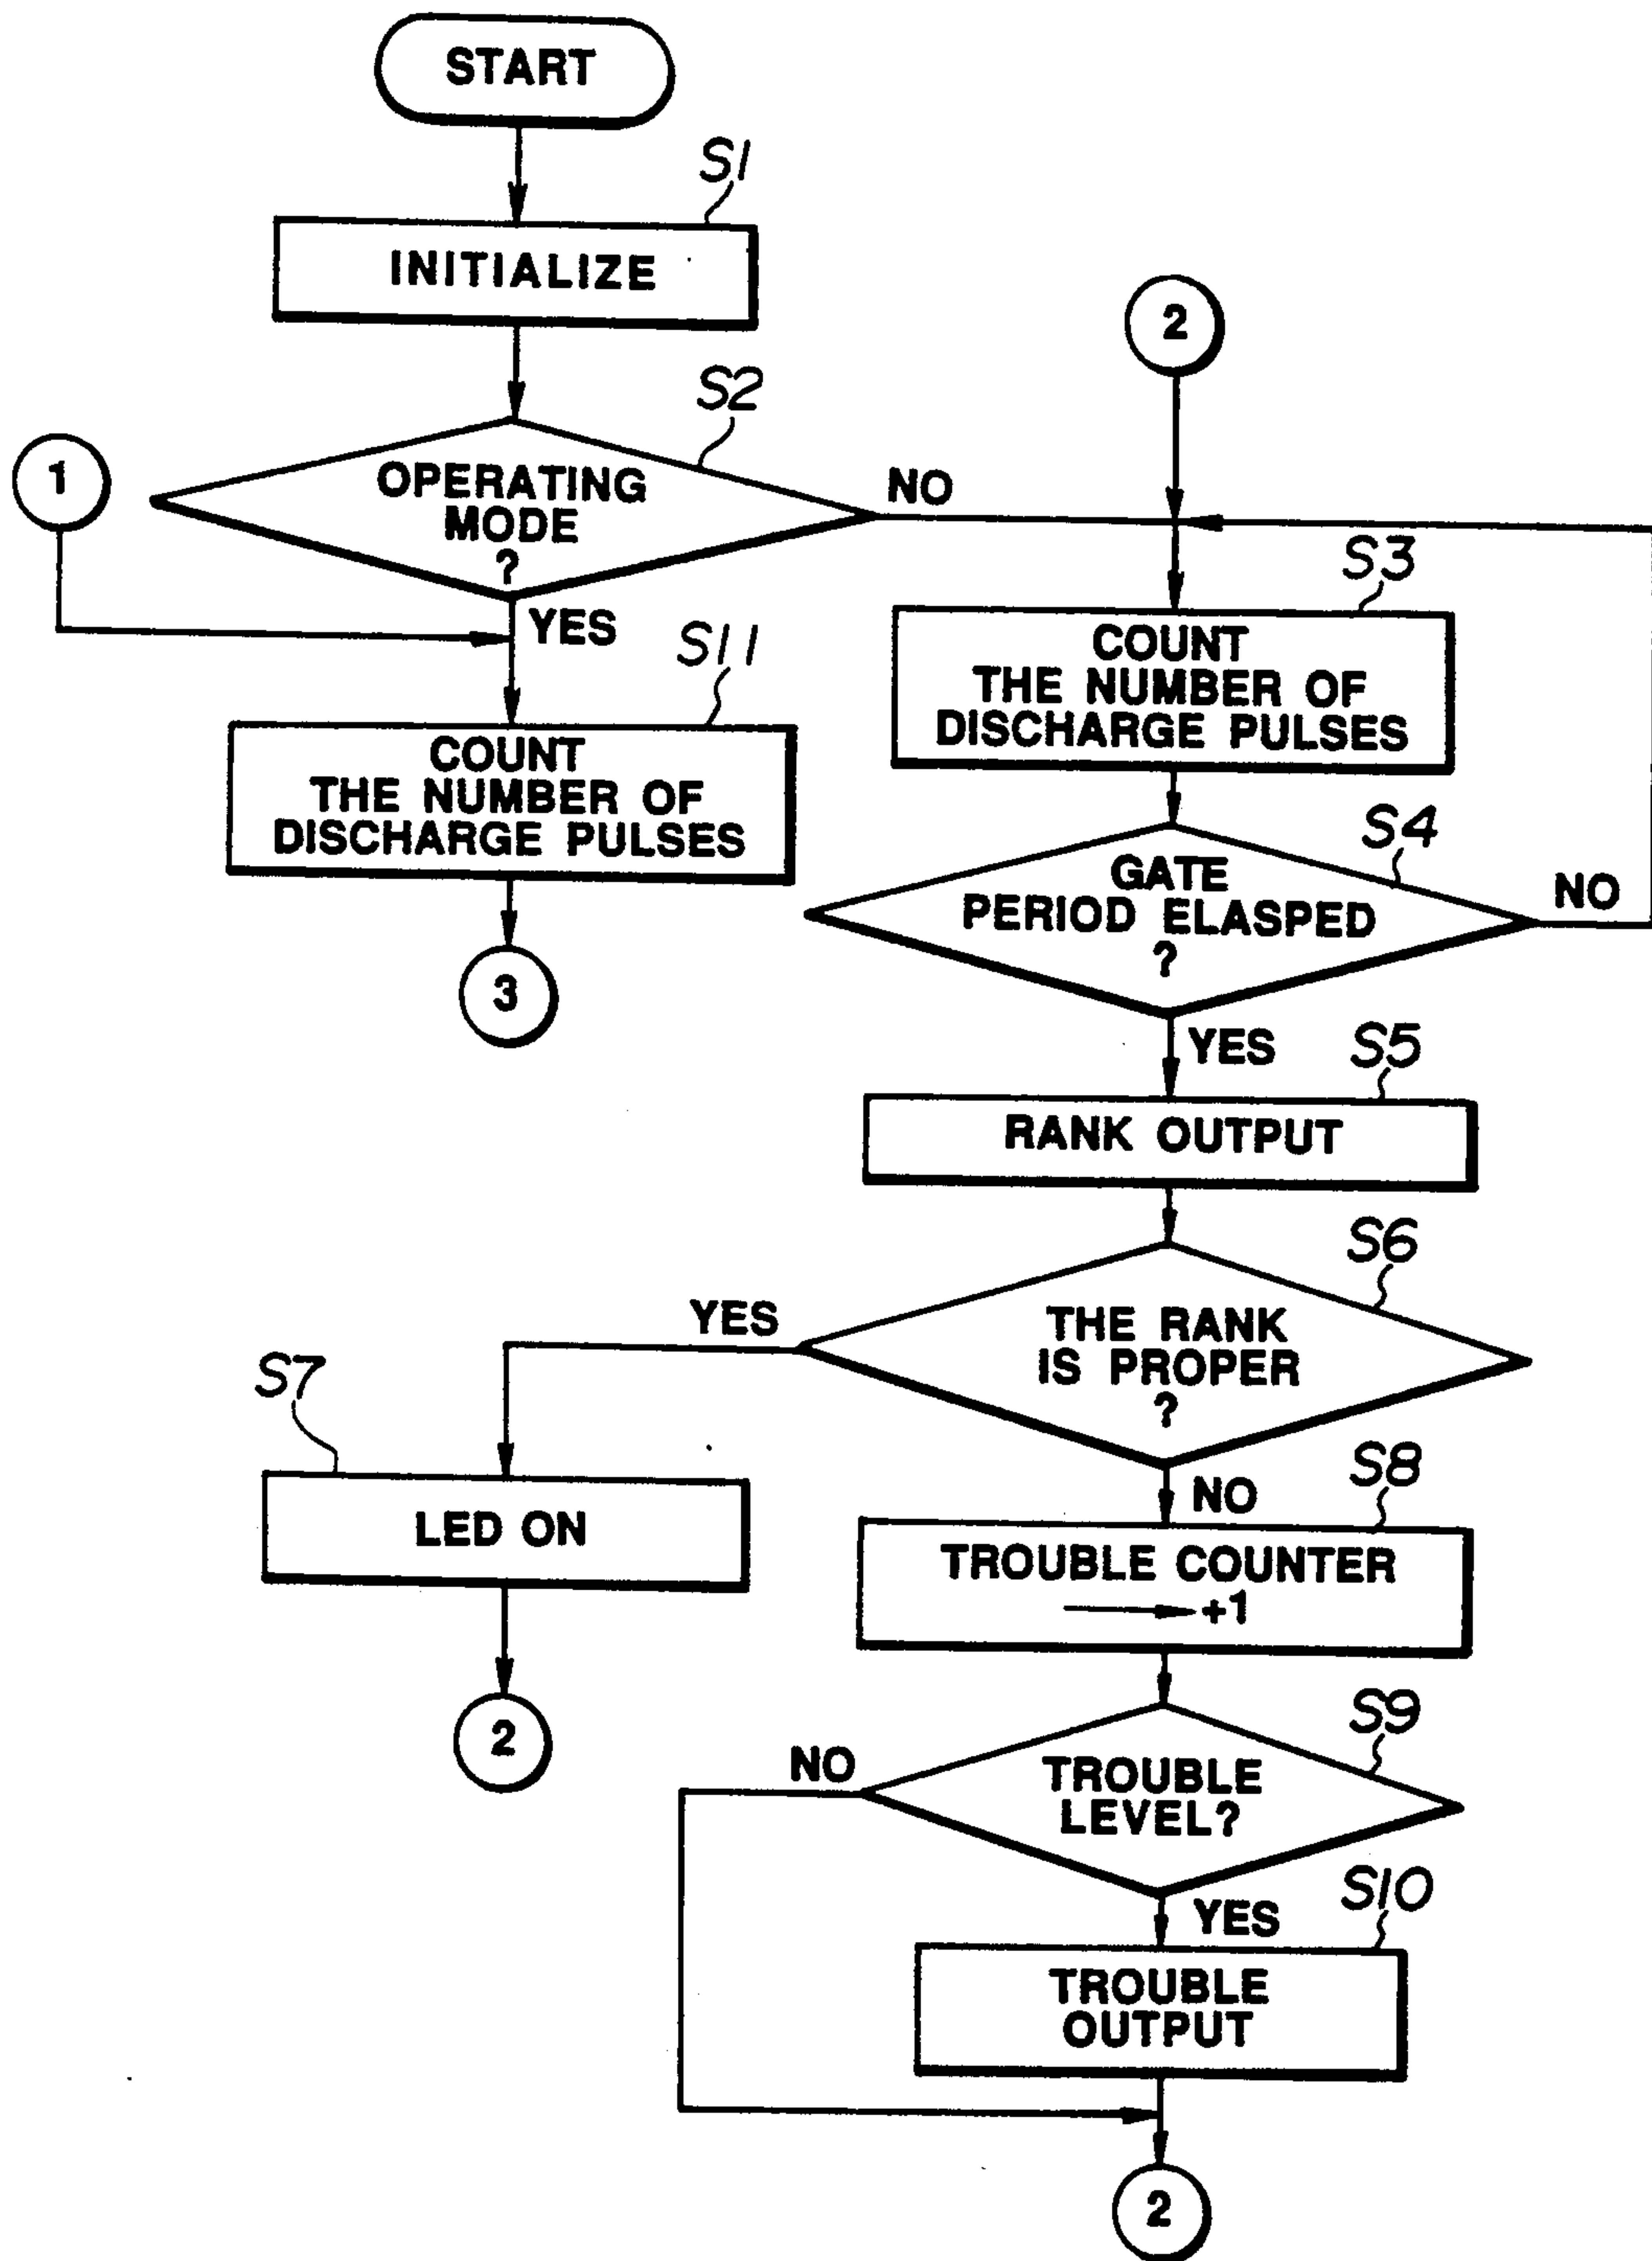 START
S1
INITIALIZE
S2
OPERATING
MODE
?
NO
YES
1
S11
COUNT
THE NUMBER OF
DISCHARGE PULSES
3
2
S3
COUNT
THE NUMBER OF
DISCHARGE PULSES
S4
GATE
PERIOD ELASPED
?
NO
YES
S5
RANK OUTPUT
S6
THE RANK
IS PROPER
?
YES
S7
LED ON
2
NO
S8
TROUBLE COUNTER
→ +1
S9
TROUBLE
LEVEL?
NO
YES
S10
TROUBLE
OUTPUT
2